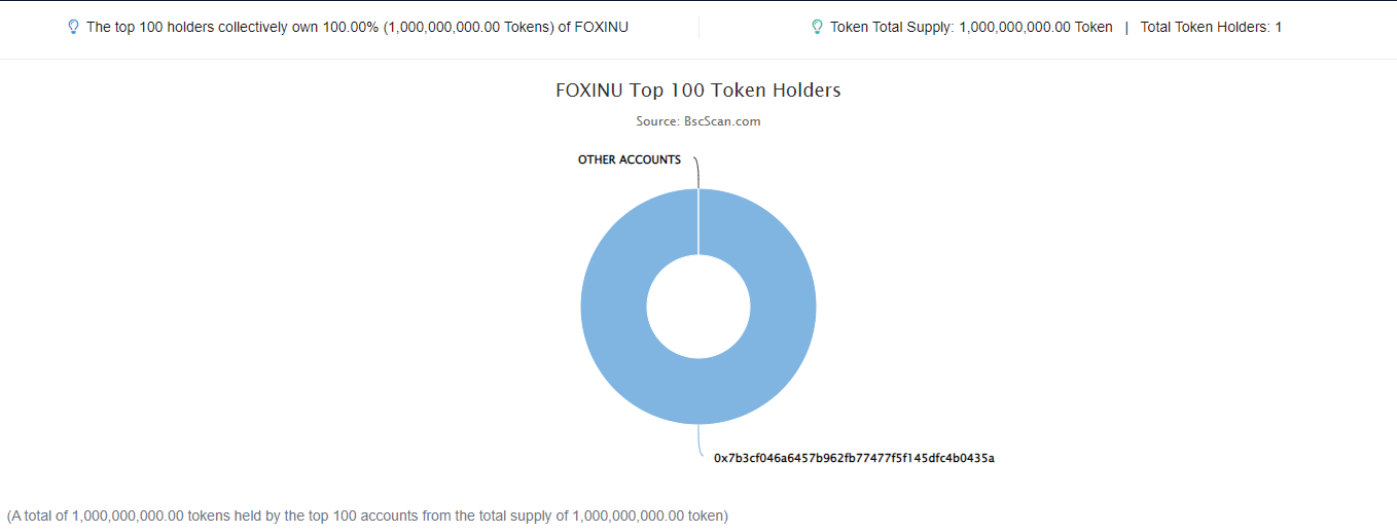 The top 100 holders collectively own 100.00% (1,000,000,000.00 Tokens) of FOXINU
Token Total Supply: 1,000,000,000.00 Token | Total Token Holders: 1
FOXINU Top 100 Token Holders
Source: BscScan.com
OTHER ACCOUNTS
0x7b3cf046a6457b962fb77477f5f145dfc4b0435a
(A total of 1,000,000,000.00 tokens held by the top 100 accounts from the total supply of 1,000,000,000.00 token)